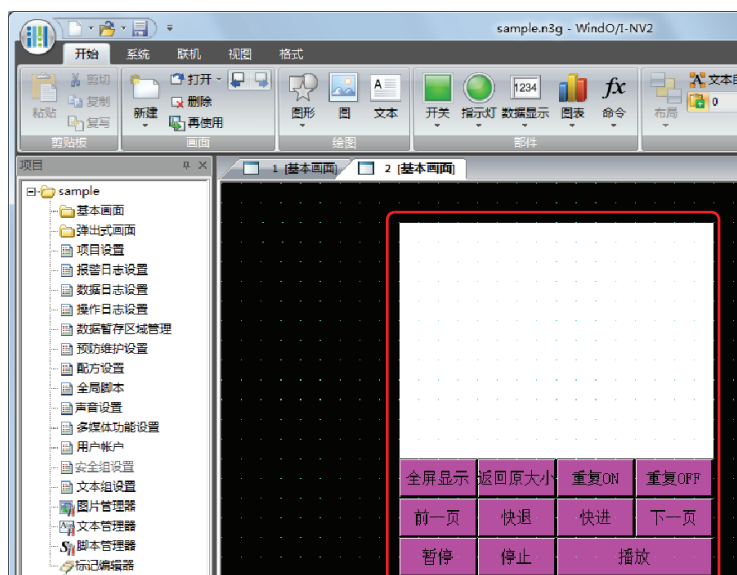 sample.n3g - WindO/I-NV2
开始 系统 联机 视图 格式
粘贴 剪切 复制 复写
剪贴板
新建 打开 删除 再使用
画面
图形 图 文本
绘图
开关 指示灯 1234 数据显示 图表 fx 命令
部件
布局 A 文本
0
项目
1 [基本画面] 2 [基本画面]
sample
基本画面
弹出式画面
项目设置
报警日志设置
数据日志设置
操作日志设置
数据暂存区域管理
预防维护设置
配方设置
全局脚本
声音设置
多媒体功能设置
用户帐户
安全组设置
文本组设置
图片管理器
文本管理器
脚本管理器
标记编辑器
全屏显示 返回原大小 重复ON 重复OFF
前一页 快退 快进 下一页
暂停 停止 播放